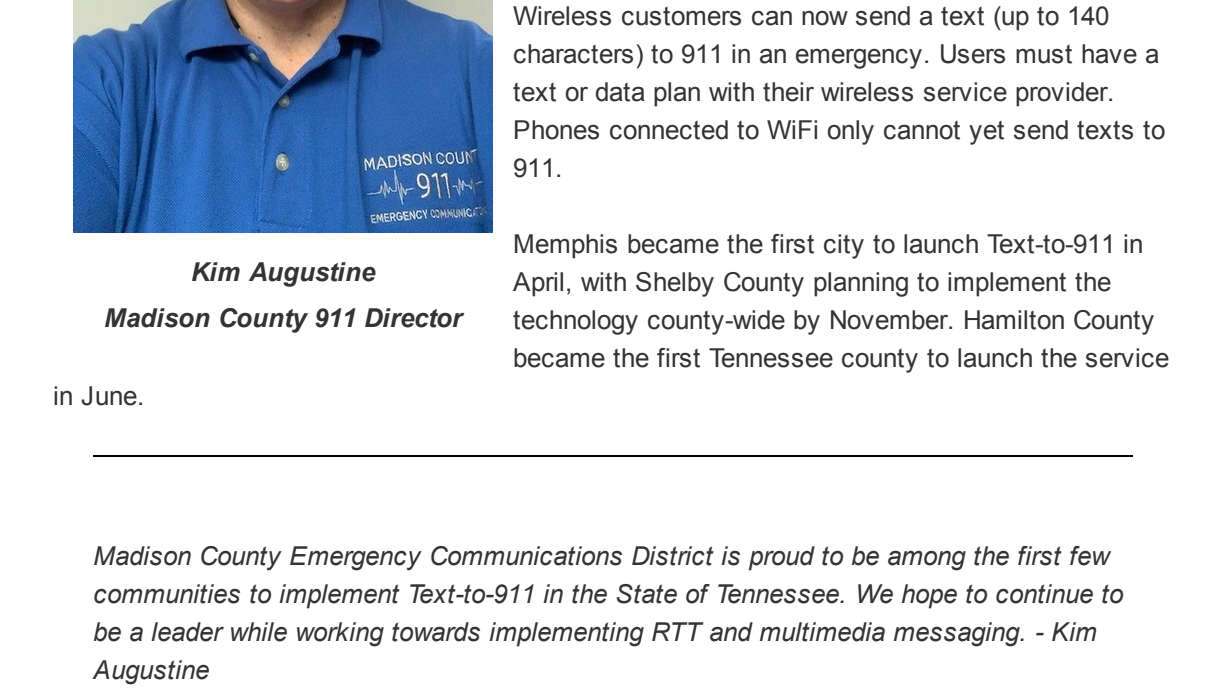 Wireless customers can now send a text (up to 140
characters) to 911 in an emergency. Users must have a
text or data plan with their wireless service provider.
Phones connected to WiFi only cannot yet send texts to
911.
MADISON COUNT
911
EMERGENCY COMMUNICATI
Kim Augustine
Madison County 911 Director
Memphis became the first city to launch Text-to-911 in
April, with Shelby County planning to implement the
technology county-wide by November. Hamilton County
became the first Tennessee county to launch the service
in June.
Madison County Emergency Communications District is proud to be among the first few
communities to implement Text-to-911 in the State of Tennessee. We hope to continue to
be a leader while working towards implementing RTT and multimedia messaging. - Kim
Augustine